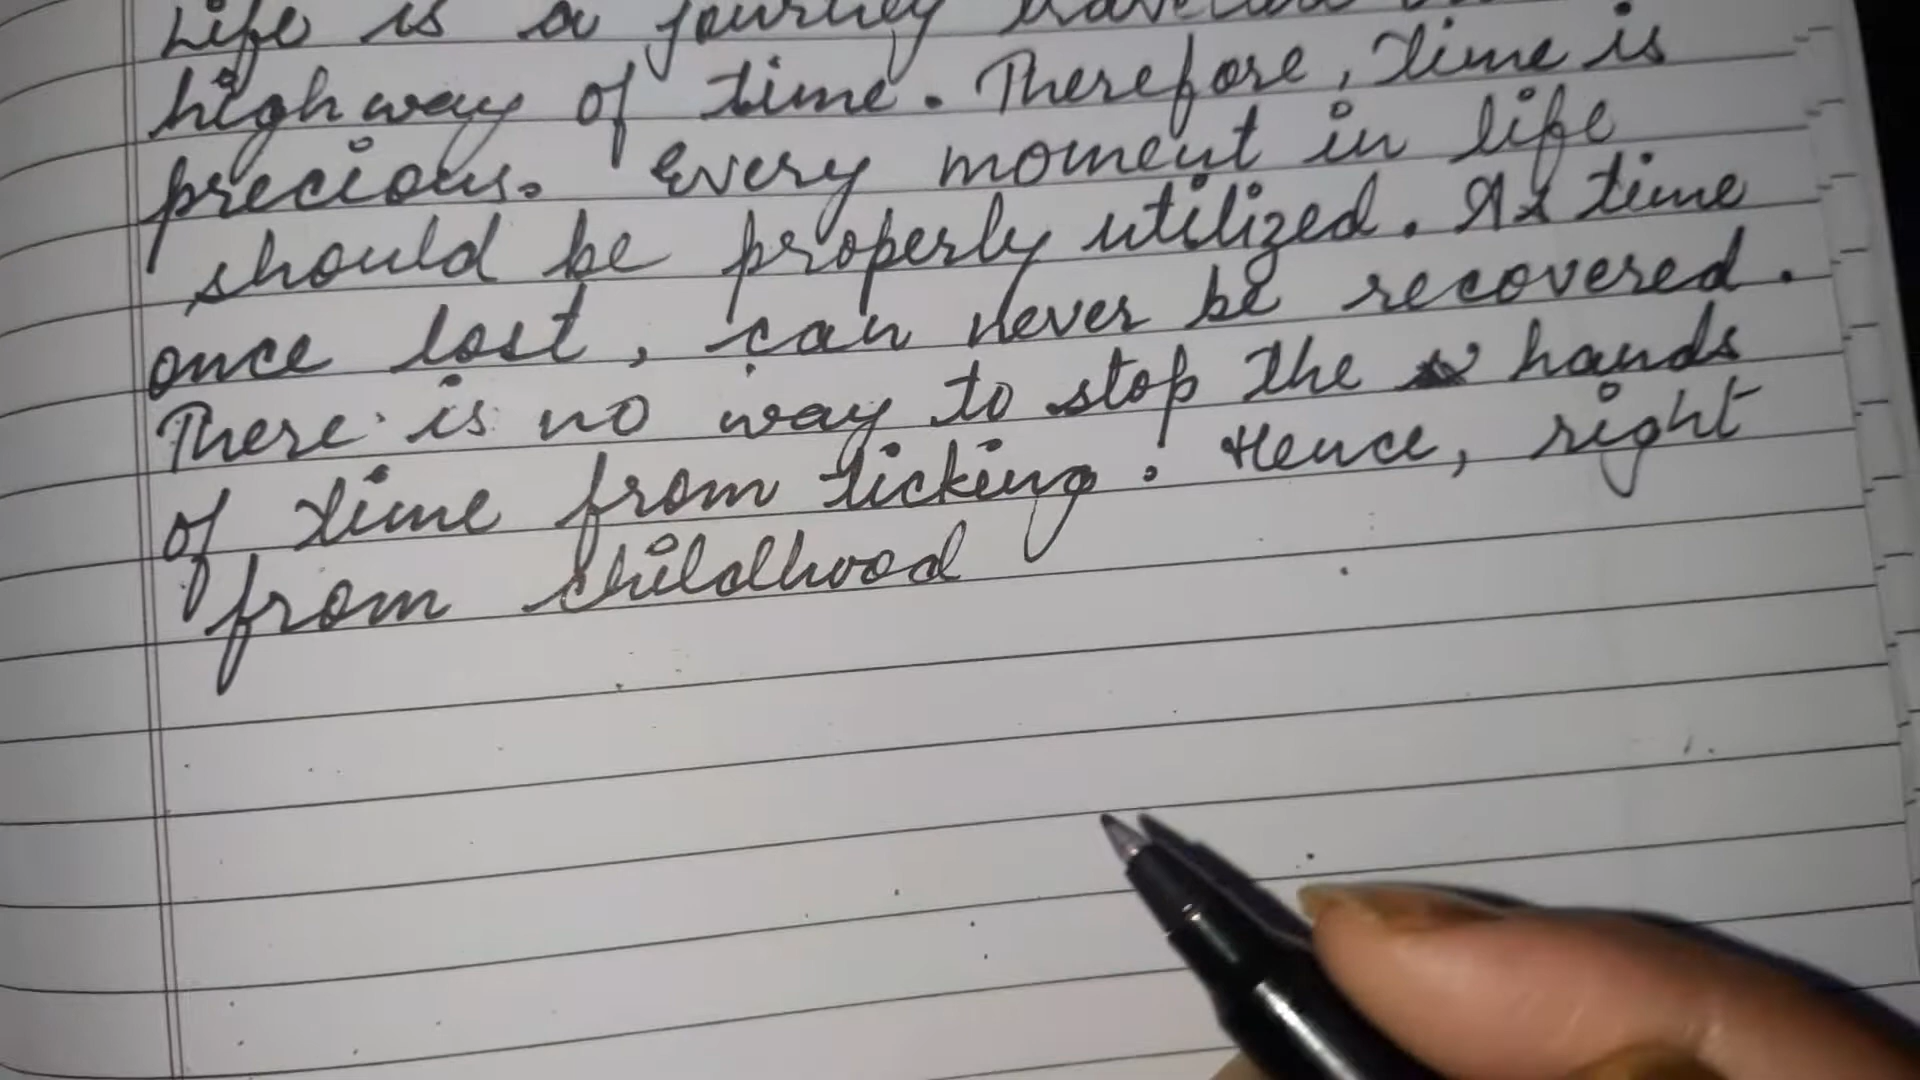 Life is a journey travelled
highway of time. Therefore, time is
precious. Every moment in life
should be properly utilized. As time
once lost, can never be recovered.
There is no way to stop the hands
of time from ticking. Hence, right
from childhood